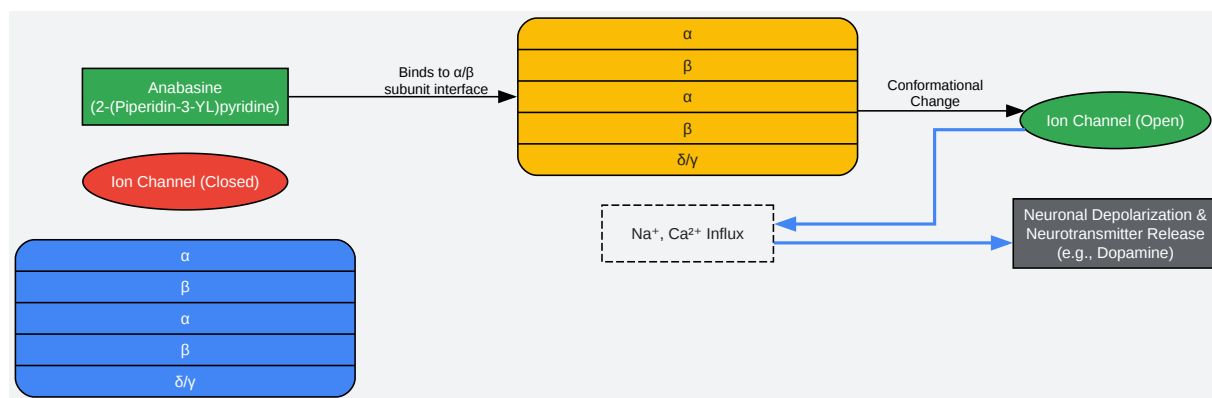 Anabasine
(2-(Piperidin-3-YL)pyridine)
Binds to α/β
subunit interface
α
β
α
β
δ/γ
Conformational
Change
Ion Channel (Open)
Ion Channel (Closed)
Na⁺, Ca²⁺ Influx
Neuronal Depolarization &
Neurotransmitter Release
(e.g., Dopamine)
α
β
α
β
δ/γ